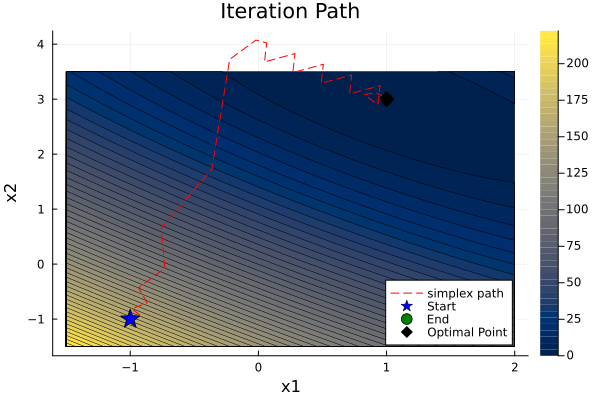 Iteration Path
x2
4
3
2
1
0
−1
−1
0
1
2
x1
simplex path
Start
End
Optimal Point
200
175
150
125
100
75
50
25
0